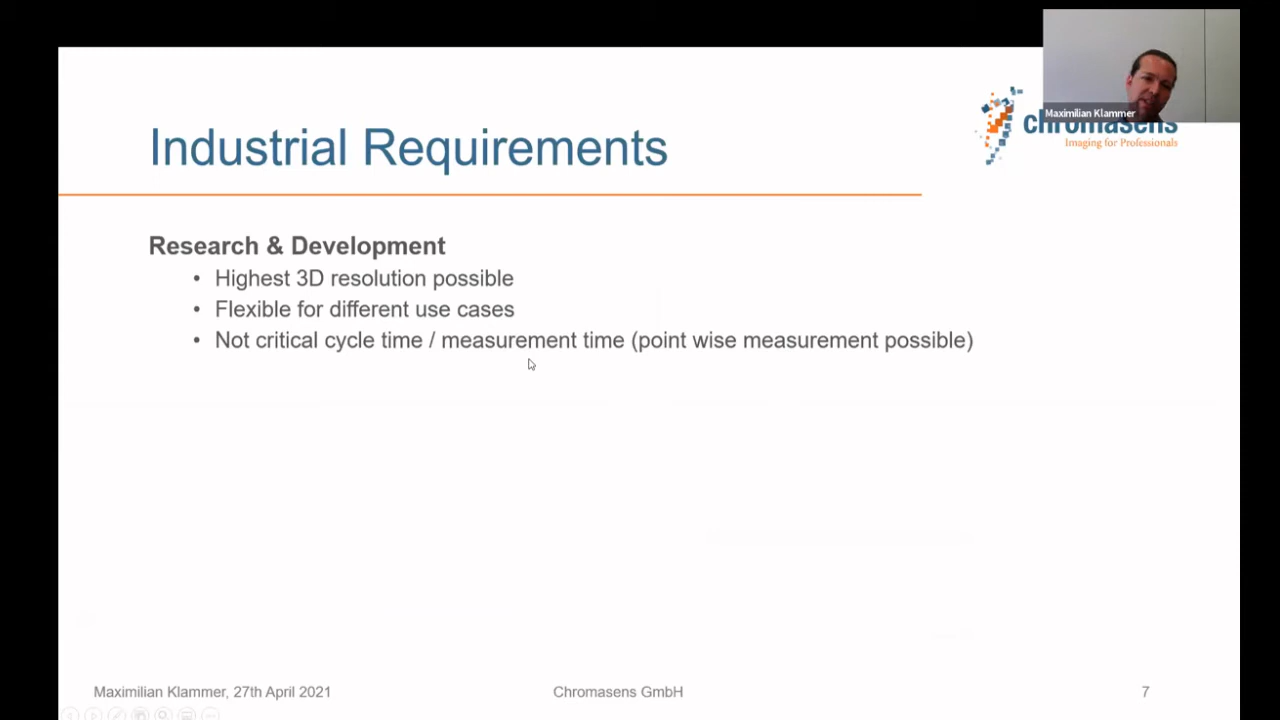 Maximilian Klammer
chromasens
Imaging for Professionals
Industrial Requirements
Research & Development
• Highest 3D resolution possible
• Flexible for different use cases
• Not critical cycle time / measurement time (point wise measurement possible)
Maximilian Klammer, 27th April 2021
Chromasens GmbH
7